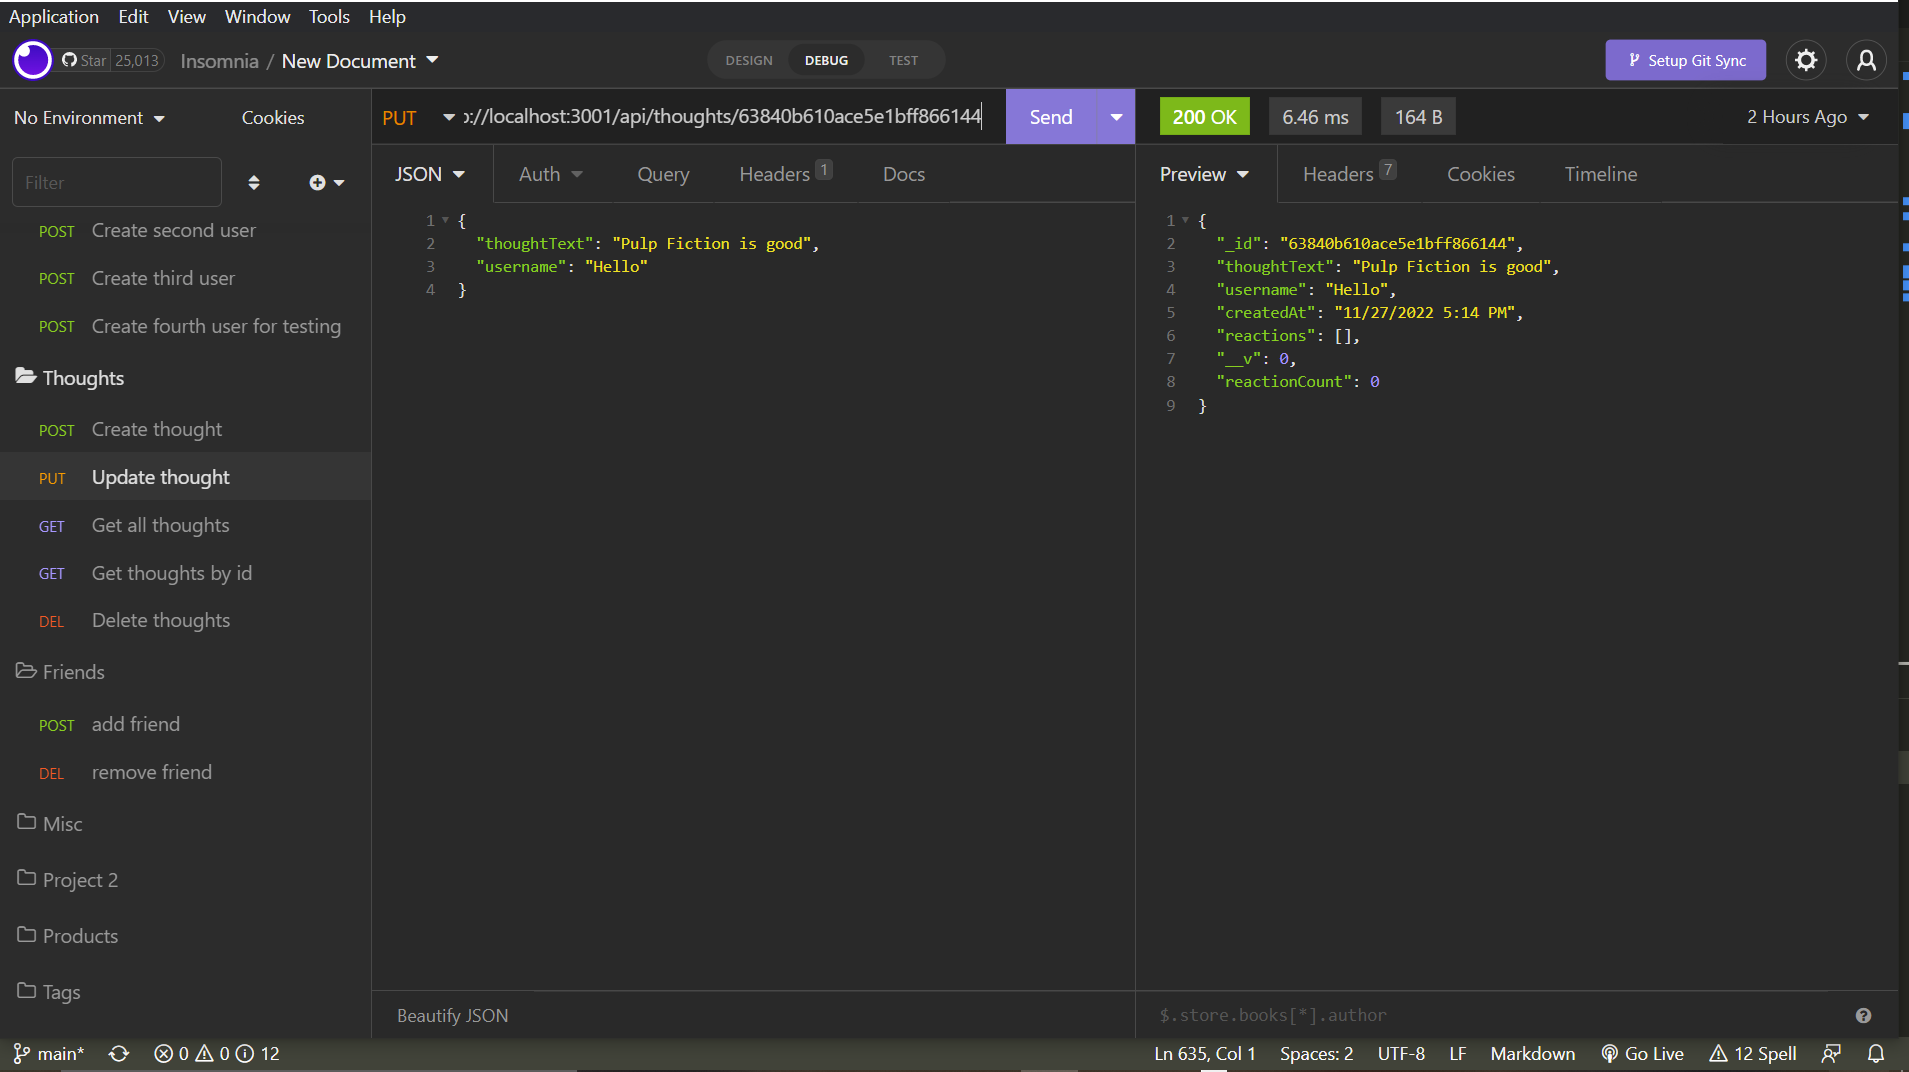 Application Edit View Window Tools Help
Star 25,013 Insomnia / New Document DESIGN DEBUG TEST Setup Git Sync
No Environment Cookies
Filter
POST Create second user
POST Create third user
POST Create fourth user for testing
Thoughts
POST Create thought
PUT Update thought
GET Get all thoughts
GET Get thoughts by id
DEL Delete thoughts
Friends
POST add friend
DEL remove friend
Misc
Project 2
Products
Tags
PUT ://localhost:3001/api/thoughts/63840b610ace5e1bff866144 Send
JSON Auth Query Headers 1 Docs
1 {
2 "thoughtText": "Pulp Fiction is good",
3 "username": "Hello"
4 }
Beautify JSON
200 OK 6.46 ms 164 B 2 Hours Ago
Preview Headers 7 Cookies Timeline
1 {
2 "_id": "63840b610ace5e1bff866144",
3 "thoughtText": "Pulp Fiction is good",
4 "username": "Hello",
5 "createdAt": "11/27/2022 5:14 PM",
6 "reactions": [],
7 "__v": 0,
8 "reactionCount": 0
9 }
$.store.books[*].author
main* 0 0 12 Ln 635, Col 1 Spaces: 2 UTF-8 LF Markdown Go Live 12 Spell